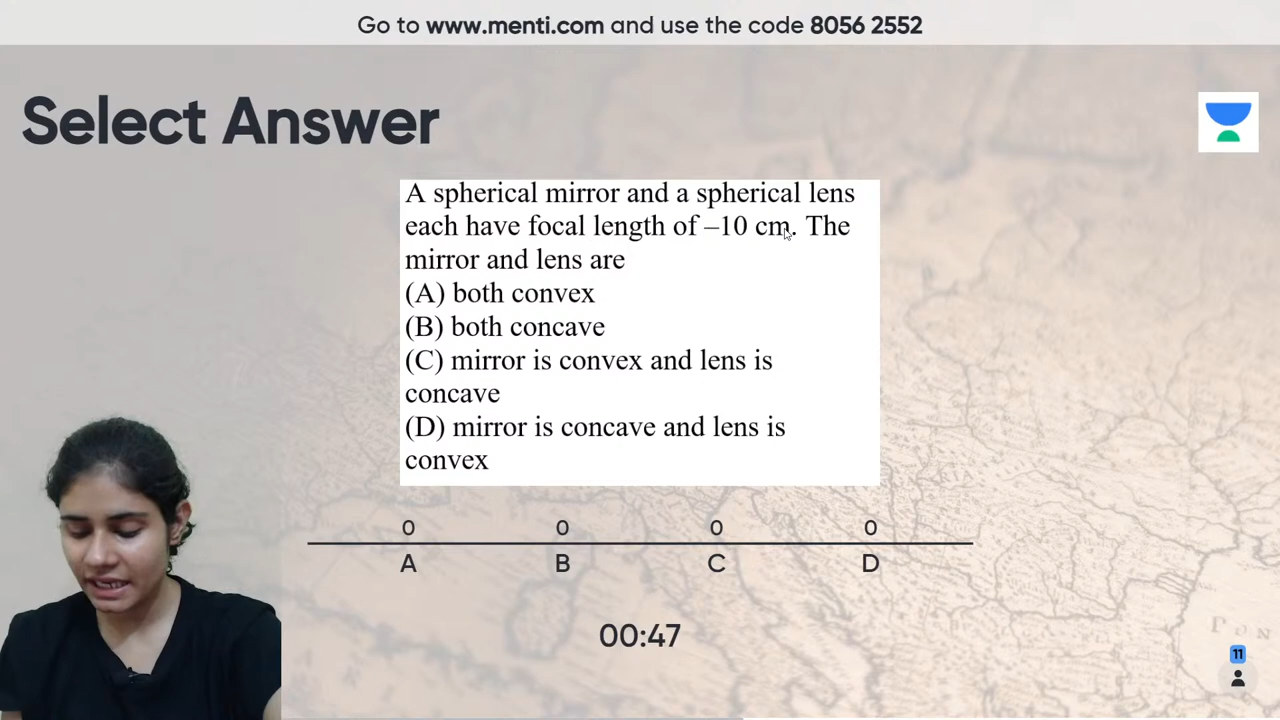 Go to www.menti.com and use the code 8056 2552
Select Answer
A spherical mirror and a spherical lens
each have focal length of –10 cm. The
mirror and lens are
(A) both convex
(B) both concave
(C) mirror is convex and lens is
concave
(D) mirror is concave and lens is
convex
0 0 0 0
A B C D
00:47
11